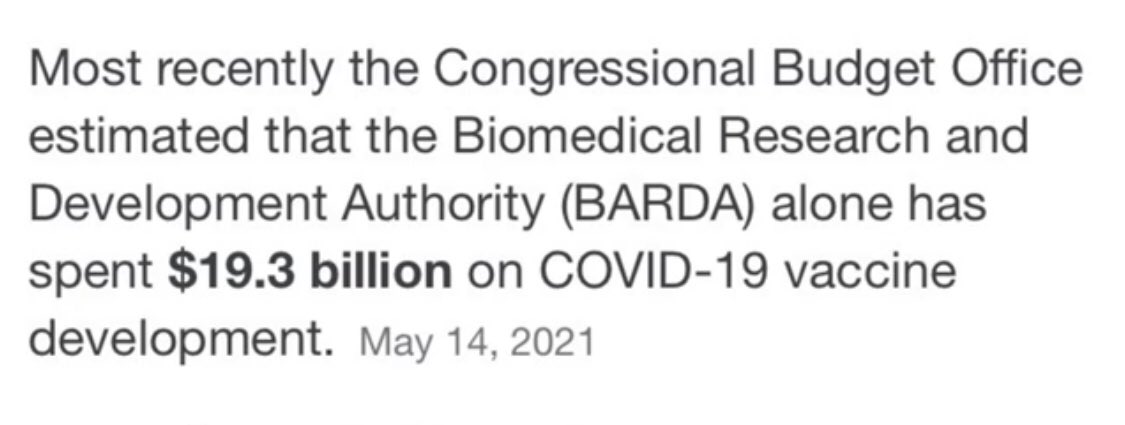 Most recently the Congressional Budget Office
estimated that the Biomedical Research and
Development Authority (BARDA) alone has
spent $19.3 billion on COVID-19 vaccine
development. May 14, 2021